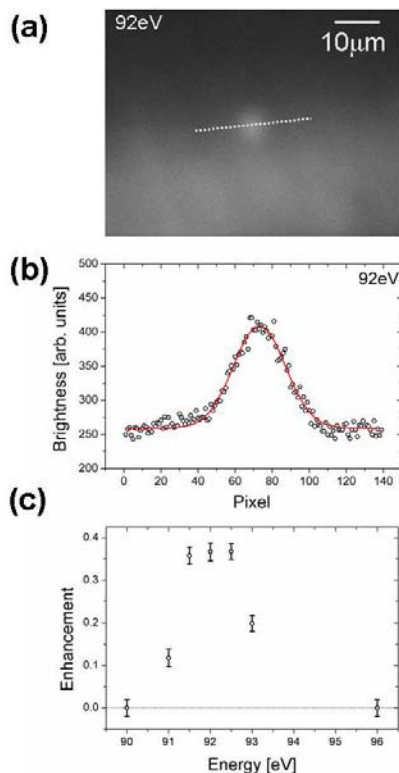 (a)
92eV
10μm
(b)
92eV
Brightness [arb. units]
500
450
400
350
300
250
200
0 20 40 60 80 100 120 140
Pixel
(c)
Enhancement
0.4
0.3
0.2
0.1
0.0
90 91 92 93 94 95 96
Energy [eV]